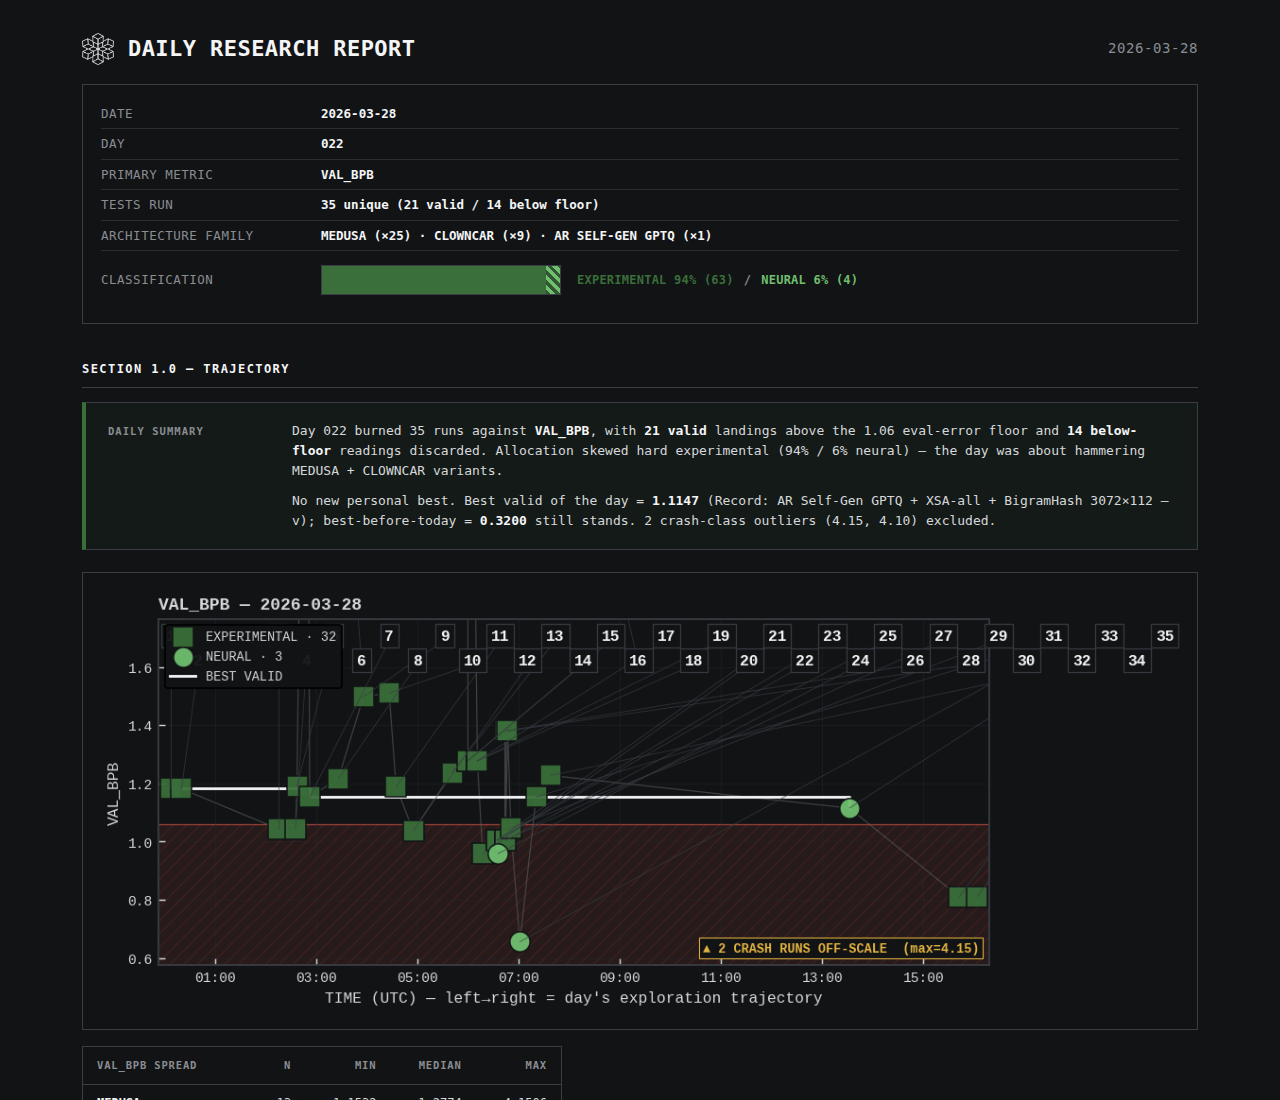 DAILY RESEARCH REPORT
2026-03-28
DATE 2026-03-28
DAY 022
PRIMARY METRIC VAL_BPB
TESTS RUN 35 unique (21 valid / 14 below floor)
ARCHITECTURE FAMILY MEDUSA (×25) · CLOWNCAR (×9) · AR SELF-GEN GPTQ (×1)
CLASSIFICATION EXPERIMENTAL 94% (63) / NEURAL 6% (4)
SECTION 1.0 — TRAJECTORY
DAILY SUMMARY
Day 022 burned 35 runs against VAL_BPB, with 21 valid landings above the 1.06 eval-error floor and 14 below-
floor readings discarded. Allocation skewed hard experimental (94% / 6% neural) — the day was about hammering
MEDUSA + CLOWNCAR variants.
No new personal best. Best valid of the day = 1.1147 (Record: AR Self-Gen GPTQ + XSA-all + BigramHash 3072×112 —
v); best-before-today = 0.3200 still stands. 2 crash-class outliers (4.15, 4.10) excluded.
VAL_BPB — 2026-03-28
EXPERIMENTAL · 32
NEURAL · 3
BEST VALID
7 9 11 13 15 17 19 21 23 25 27 29 31 33 35
6 8 10 12 14 16 18 20 22 24 26 28 30 32 34
1.6
1.4
1.2
1.0
0.8
0.6
VAL_BPB
▲ 2 CRASH RUNS OFF-SCALE (max=4.15)
01:00 03:00 05:00 07:00 09:00 11:00 13:00 15:00
TIME (UTC) — left→right = day's exploration trajectory
VAL_BPB SPREAD N MIN MEDIAN MAX